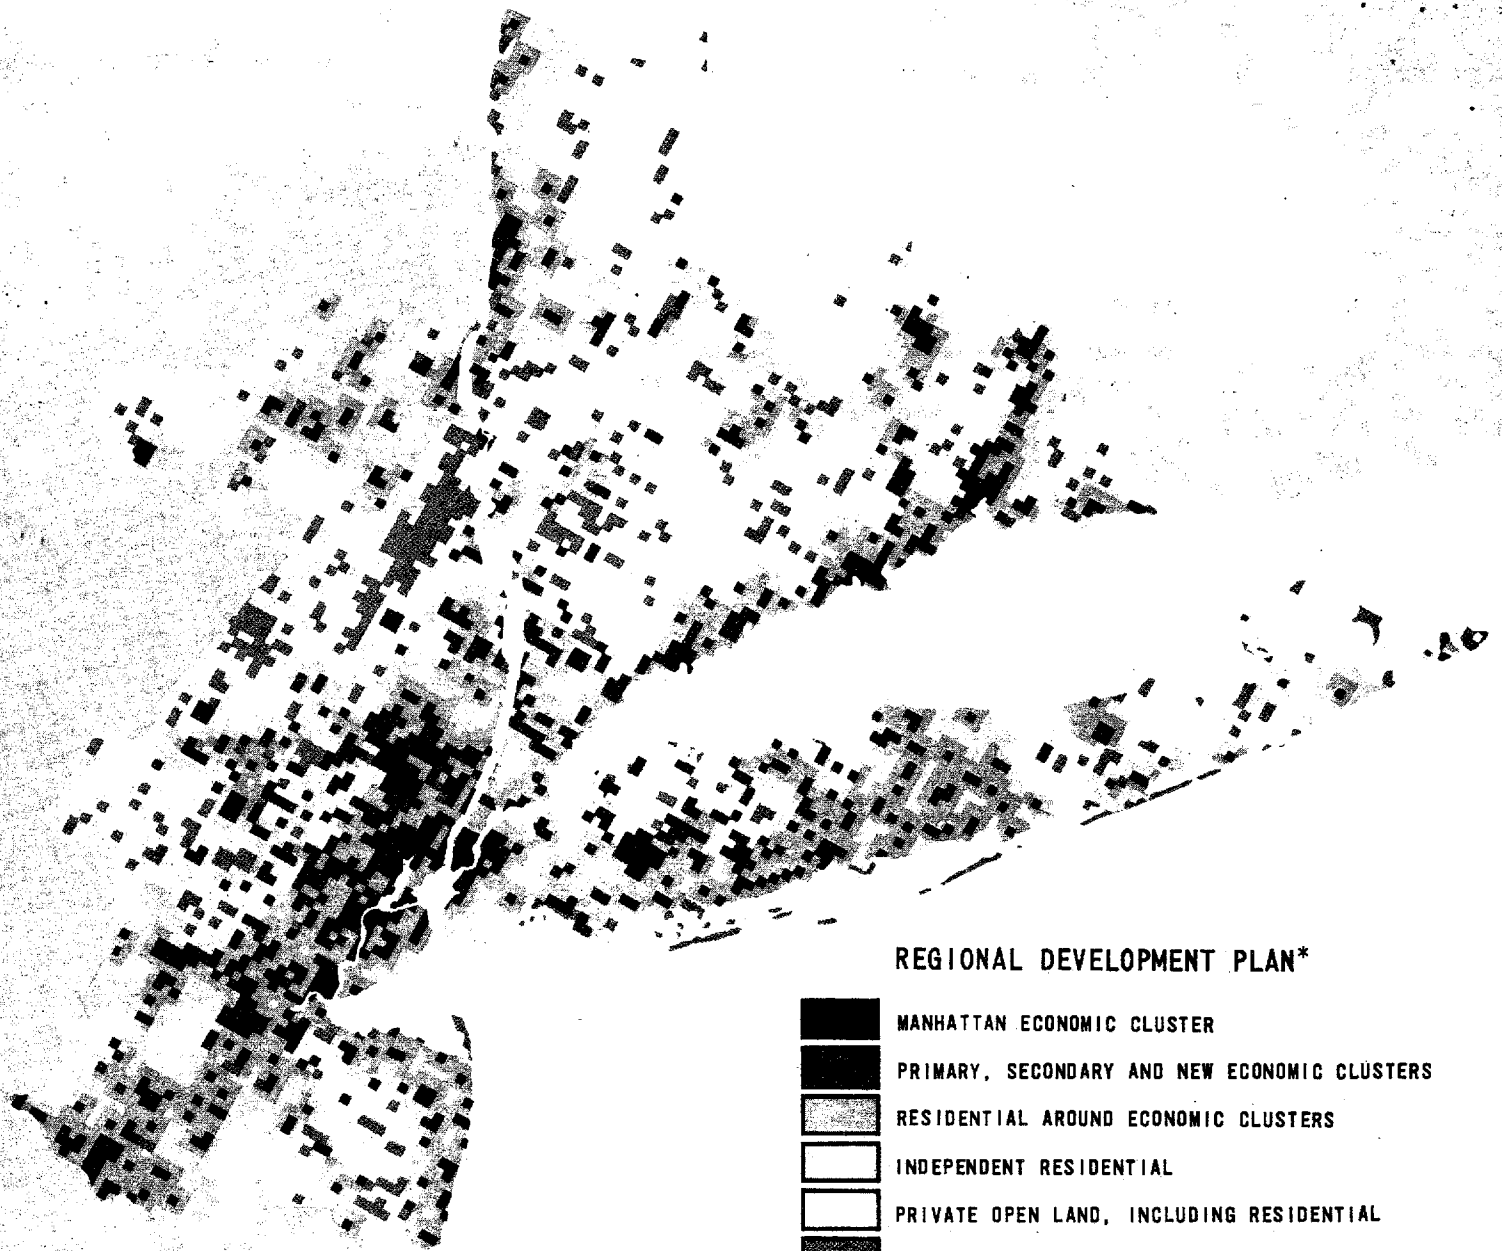 REGIONAL DEVELOPMENT PLAN*
MANHATTAN ECONOMIC CLUSTER
PRIMARY, SECONDARY AND NEW ECONOMIC CLUSTERS
RESIDENTIAL AROUND ECONOMIC CLUSTERS
INDEPENDENT RESIDENTIAL
PRIVATE OPEN LAND, INCLUDING RESIDENTIAL